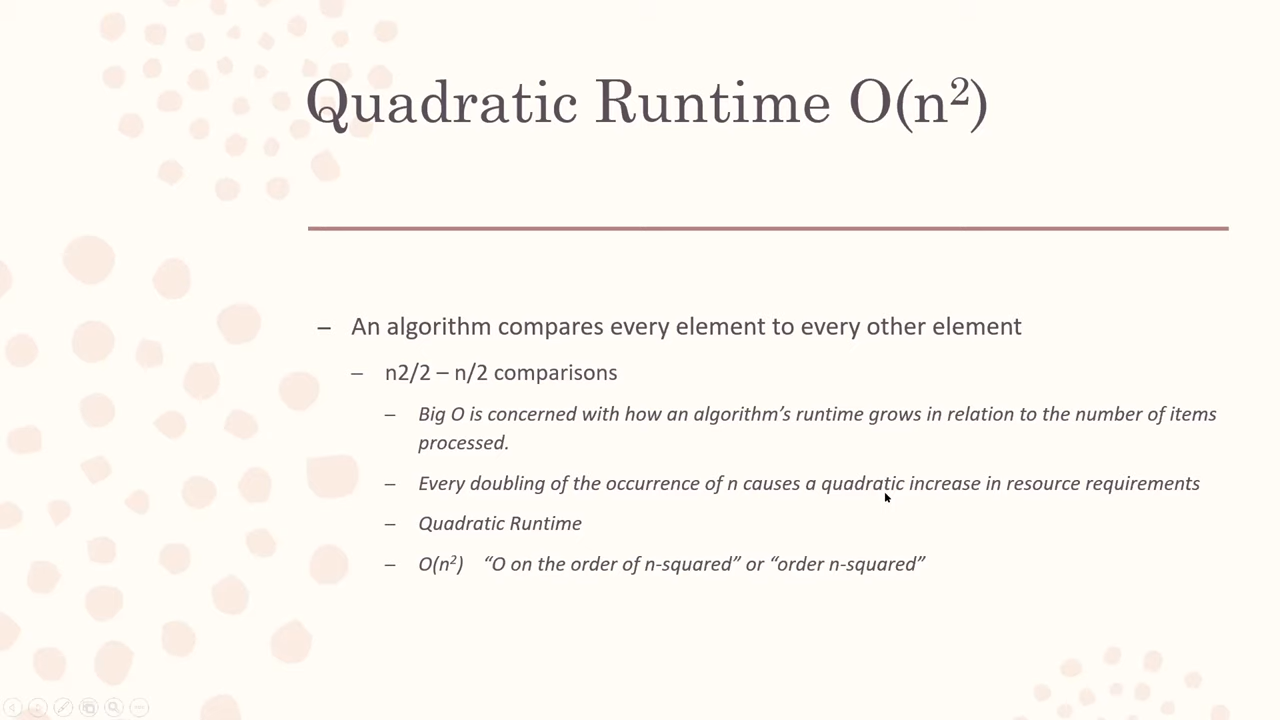 Quadratic Runtime O(n²)
– An algorithm compares every element to every other element
– n2/2 – n/2 comparisons
– Big O is concerned with how an algorithm’s runtime grows in relation to the number of items
processed.
– Every doubling of the occurrence of n causes a quadratic increase in resource requirements
– Quadratic Runtime
– O(n²) “O on the order of n-squared” or “order n-squared”